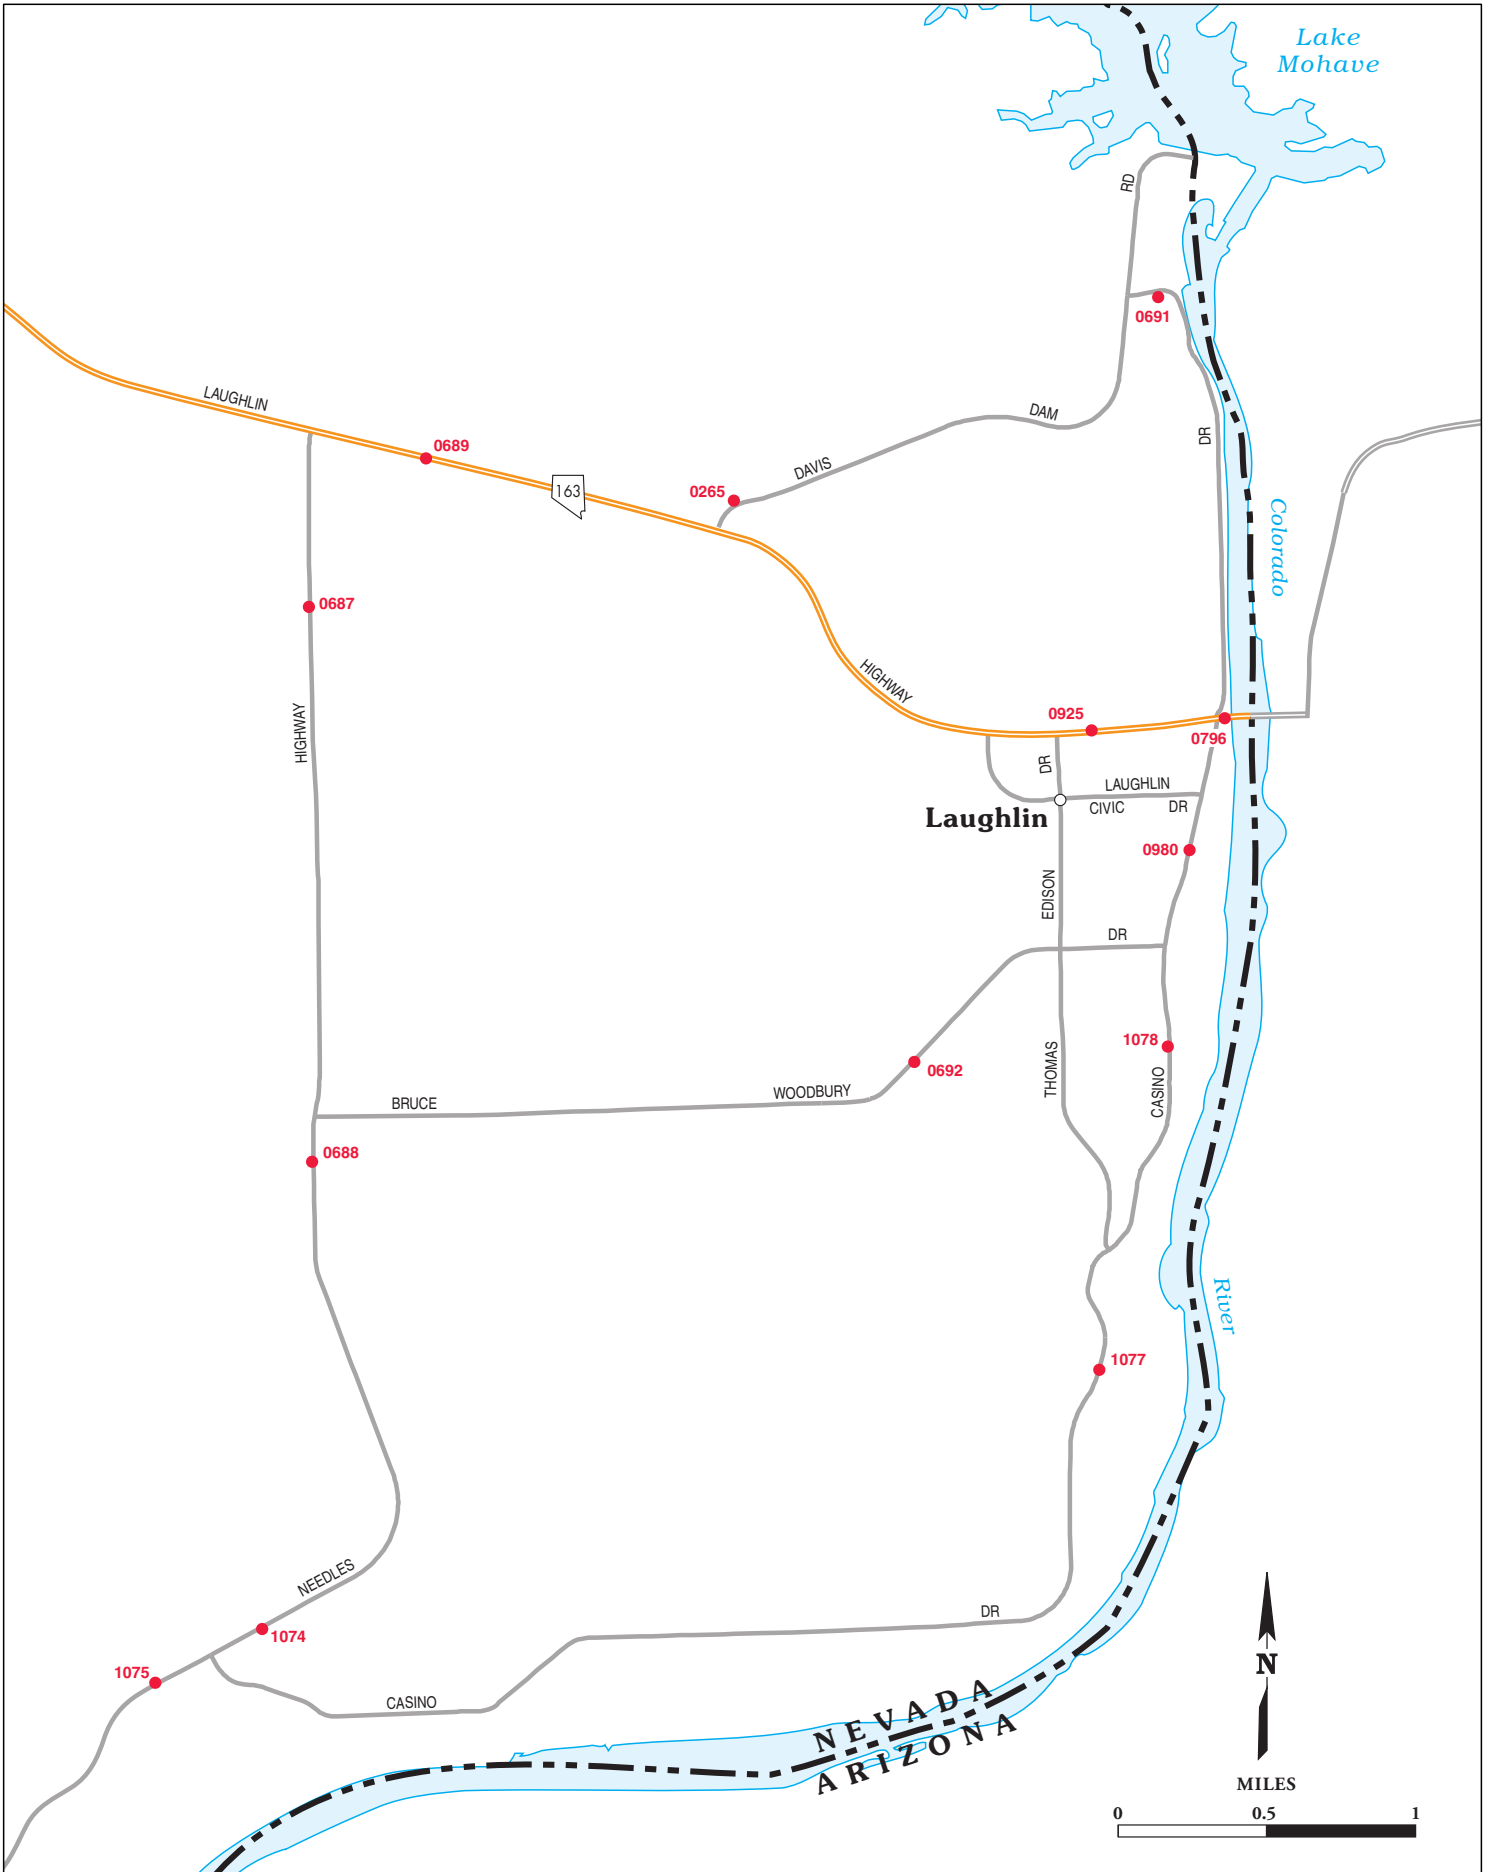 Lake
Mohave
RD
0691
LAUGHLIN
DAM
DR
0689
DAVIS
0265
163
Colorado
0687
HIGHWAY
HIGHWAY
0925
0796
DR
LAUGHLIN
CIVIC DR
Laughlin
0980
EDISON
DR
1078
THOMAS
0692
CASINO
WOODBURY
BRUCE
0688
River
1077
NEEDLES
DR
1074
1075
CASINO
NEVADA
ARIZONA
N
MILES
0 0.5 1